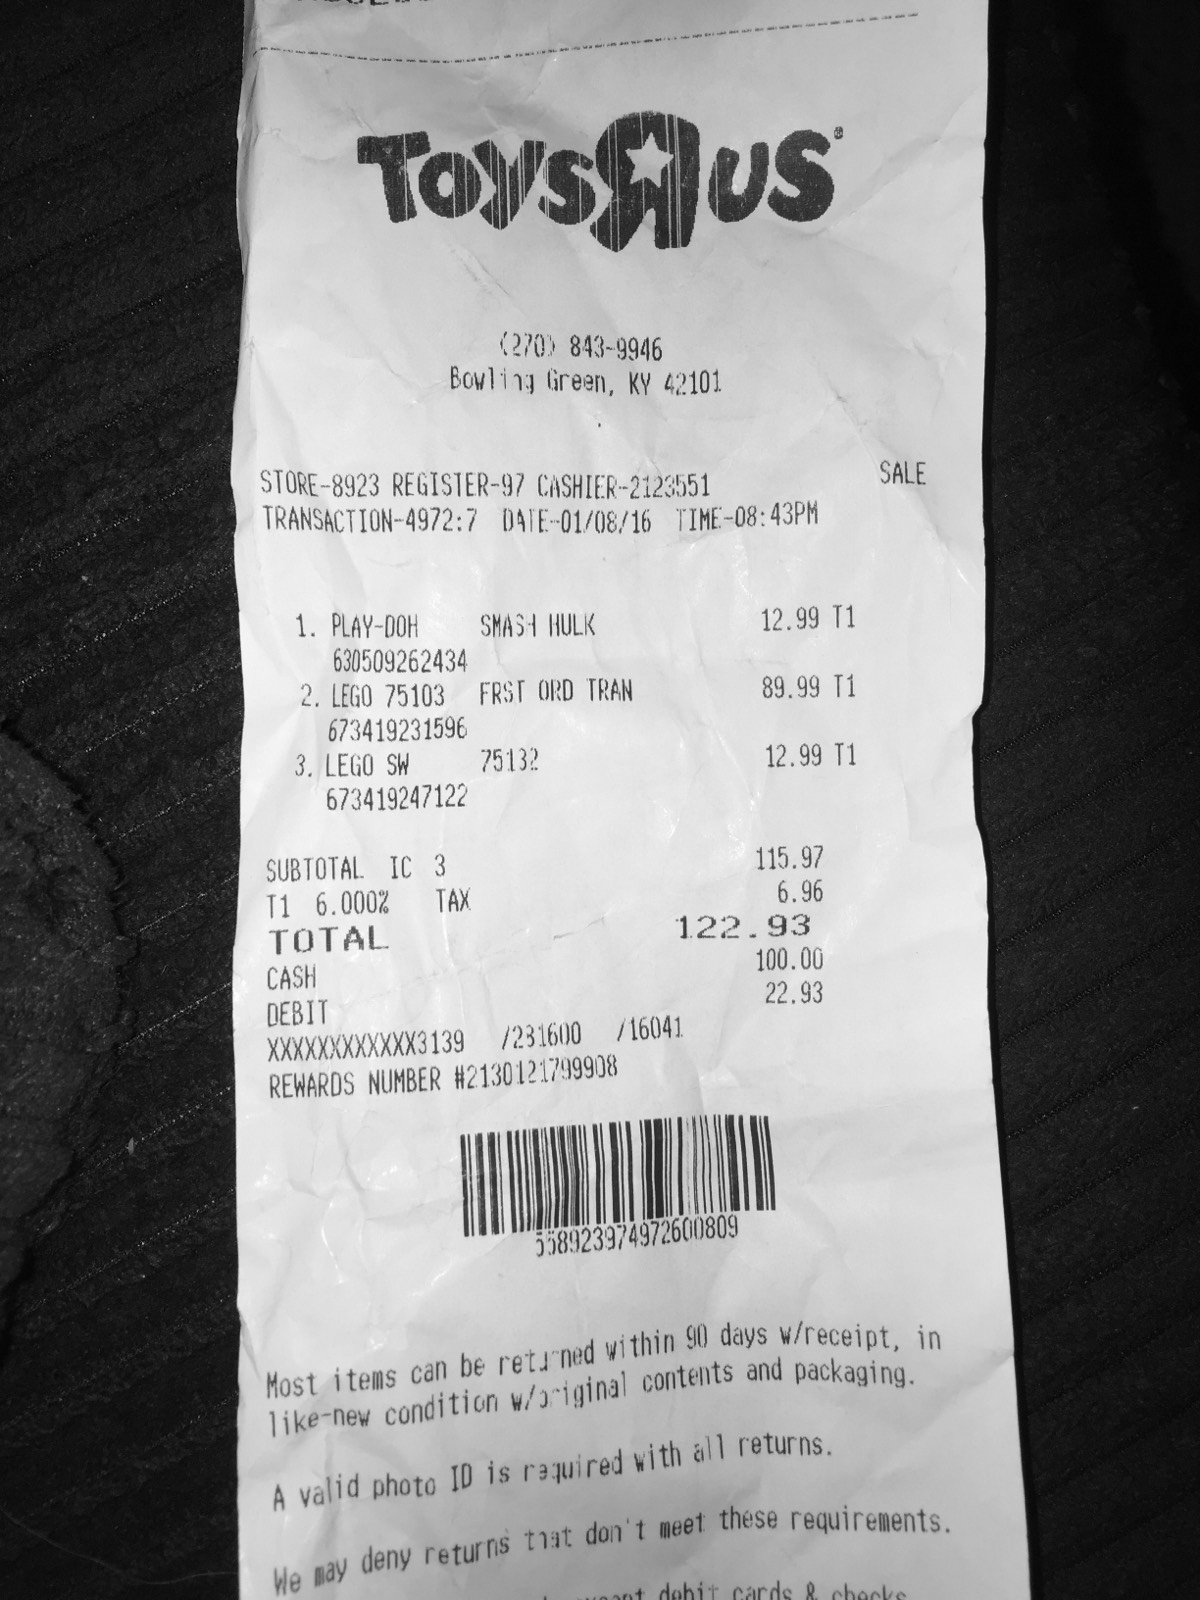 TOYS R US
(270) 843-9946
Bowling Green, KY 42101
STORE-8923 REGISTER-97 CASHIER-2123551 SALE
TRANSACTION-4972:7 DATE-01/08/16 TIME-08:43PM
1. PLAY-DOH SMASH HULK 12.99 T1
630509262434
2. LEGO 75103 FRST ORD TRAN 89.99 T1
673419231596
3. LEGO SW 75132 12.99 T1
673419247122
SUBTOTAL IC 3 115.97
T1 6.000% TAX 6.96
TOTAL 122.93
CASH 100.00
DEBIT 22.93
XXXXXXXXXXXX3139 /231600 /16041
REWARDS NUMBER #2130121799908
558923974972600809
Most items can be returned within 90 days w/receipt, in
like-new condition w/original contents and packaging.
A valid photo ID is required with all returns.
We may deny returns that don't meet these requirements.
debit cards & checks